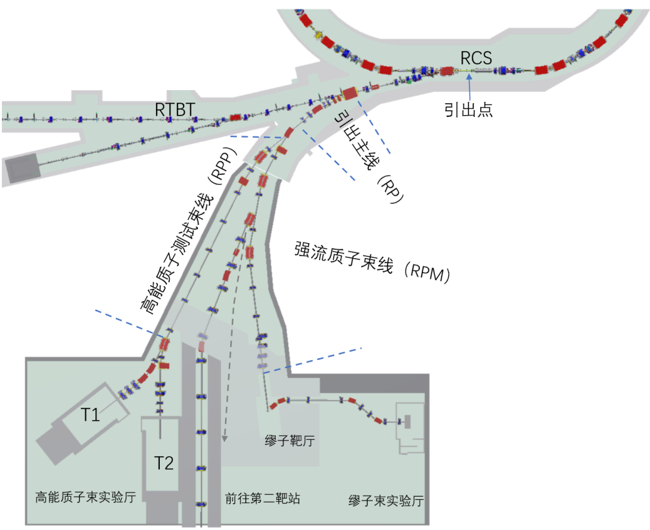 RCS
RTBT
引出点
引出主线（RP）
高能质子测试束线（RPP）
强流质子束线（RPM）
T1
T2
缪子靶厅
高能质子束实验厅
前往第二靶站
缪子束实验厅